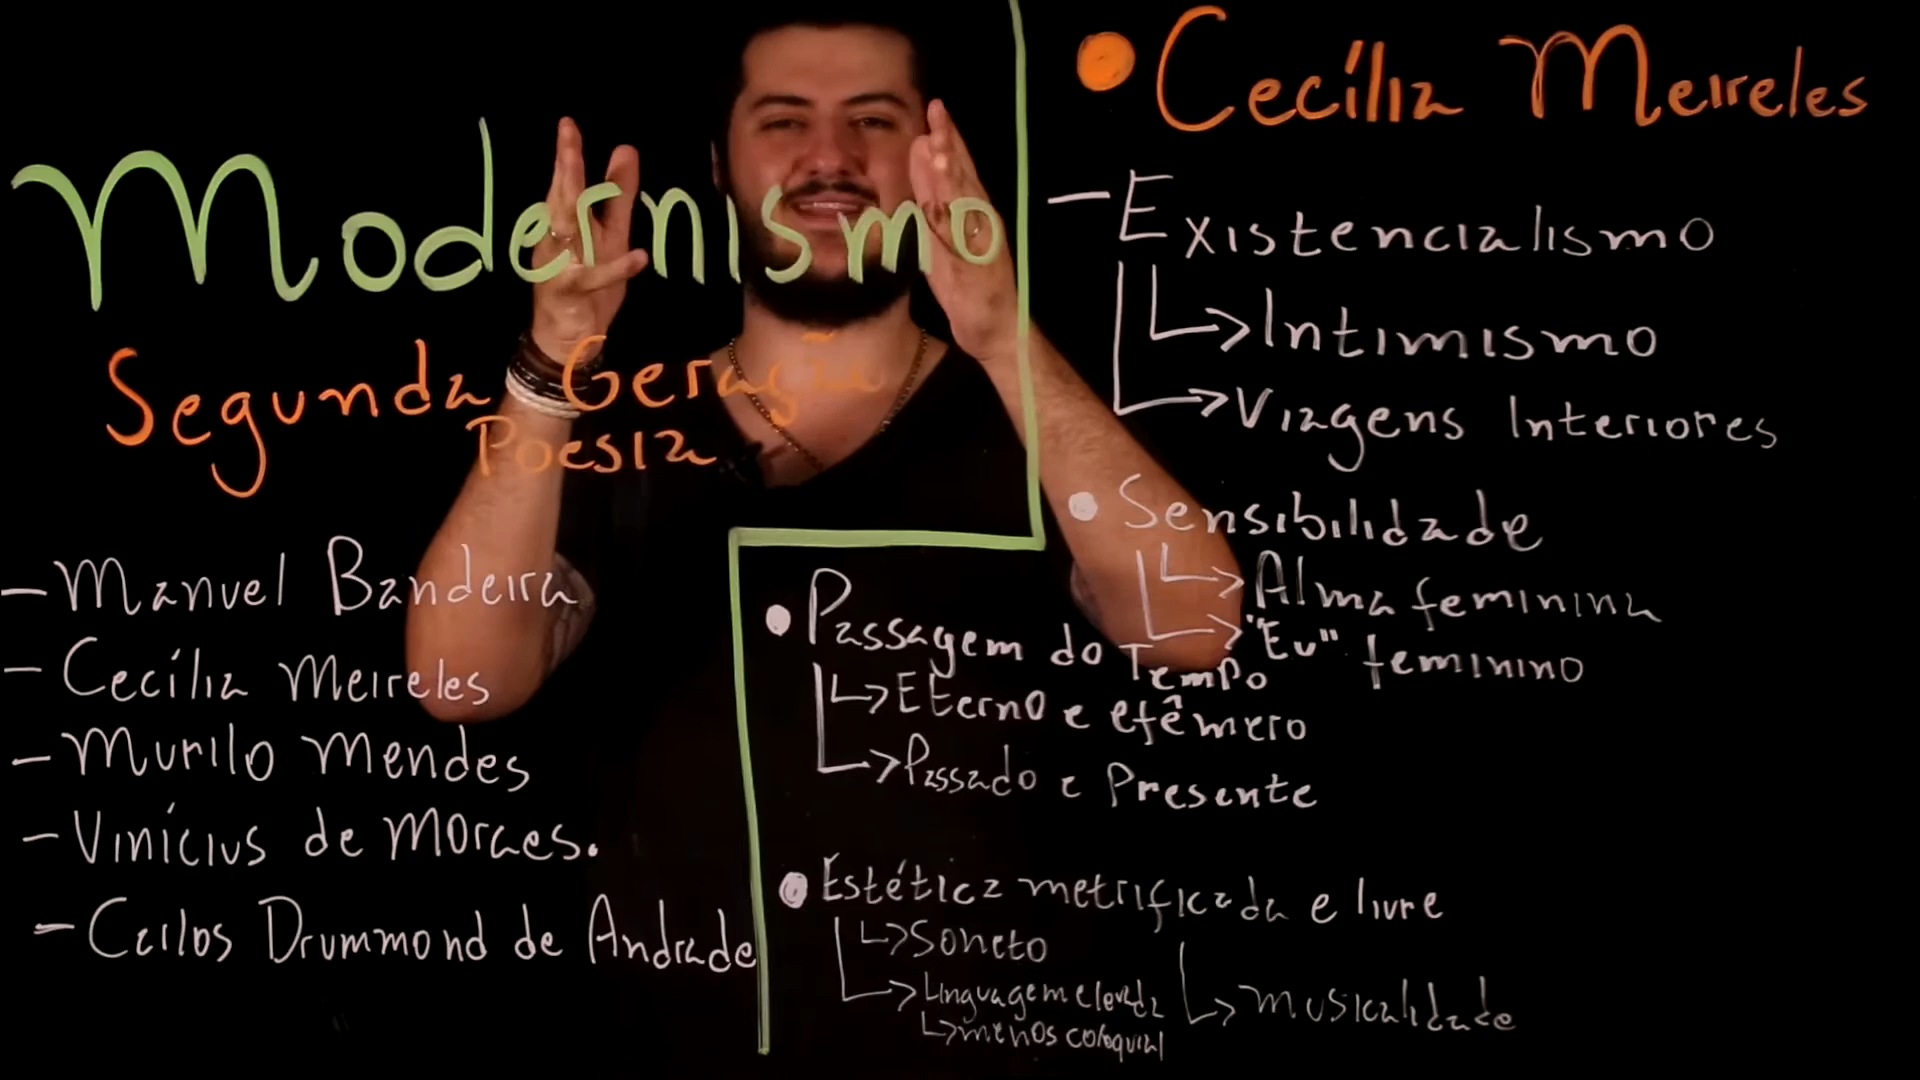 Modernismo
Segunda Geração
Poesia
- Manuel Bandeira
- Cecília Meireles
- Murilo Mendes
- Vinícius de Moraes.
- Carlos Drummond de Andrade
• Cecília Meireles
- Existencialismo
↳ Intimismo
↳ Viagens Interiores
• Sensibilidade
↳ Alma feminina
↳ "Eu" feminino
• Passagem do Tempo
↳ Eterno e efêmero
↳ Passado e Presente
• Estética metrificada e livre
↳ Soneto
↳ Linguagem elevada
↳ menos coloquial
↳ musicalidade